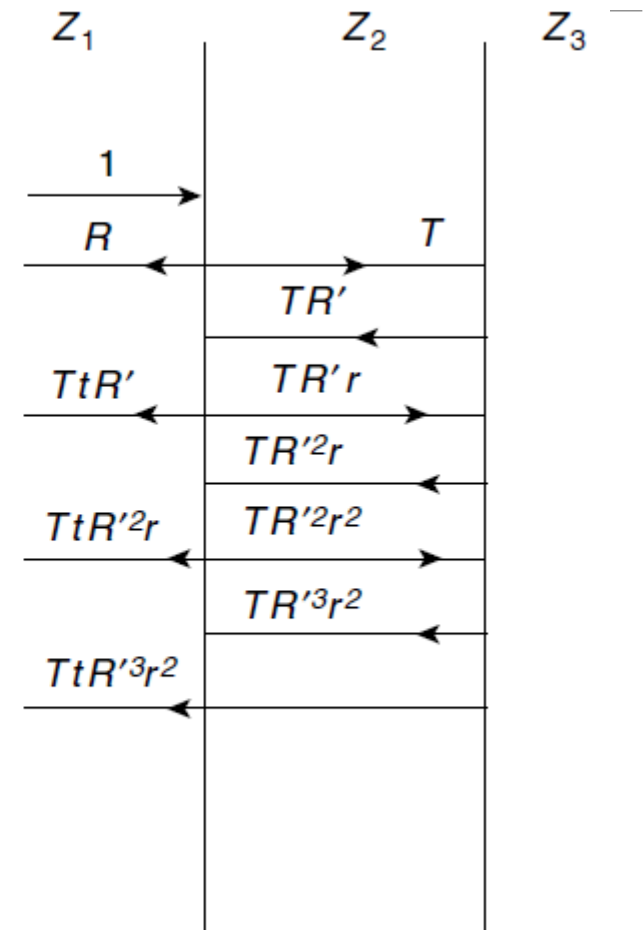 Z₁ Z₂ Z₃
1
R T
TR′
TtR′ TR′r
TR′²r
TtR′²r TR′²r²
TR′³r²
TtR′³r²